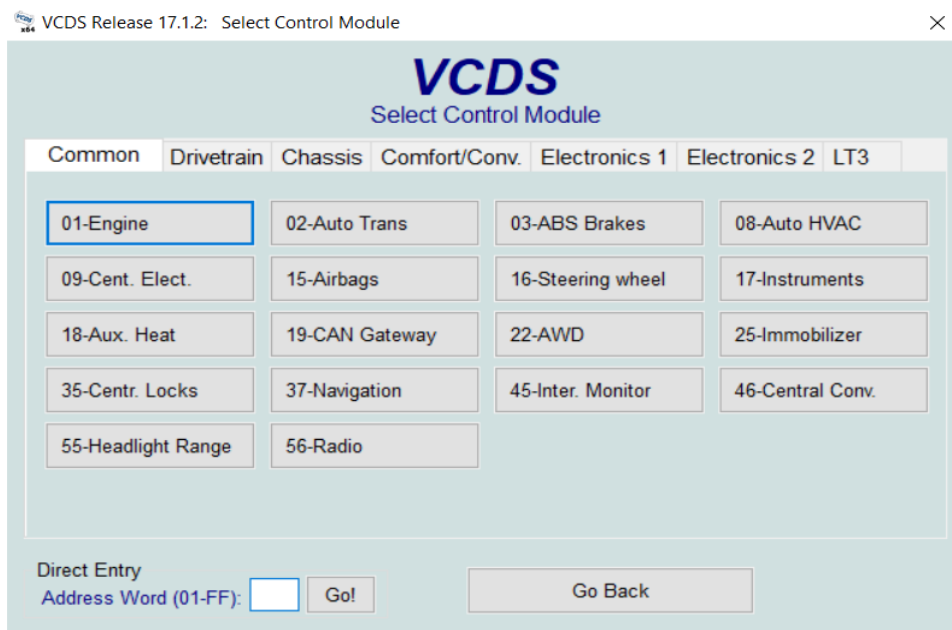 VCDS Release 17.1.2: Select Control Module
VCDS
Select Control Module
Common Drivetrain Chassis Comfort/Conv. Electronics 1 Electronics 2 LT3
01-Engine 02-Auto Trans 03-ABS Brakes 08-Auto HVAC
09-Cent. Elect. 15-Airbags 16-Steering wheel 17-Instruments
18-Aux. Heat 19-CAN Gateway 22-AWD 25-Immobilizer
35-Centr. Locks 37-Navigation 45-Inter. Monitor 46-Central Conv.
55-Headlight Range 56-Radio
Direct Entry
Address Word (01-FF): Go! Go Back